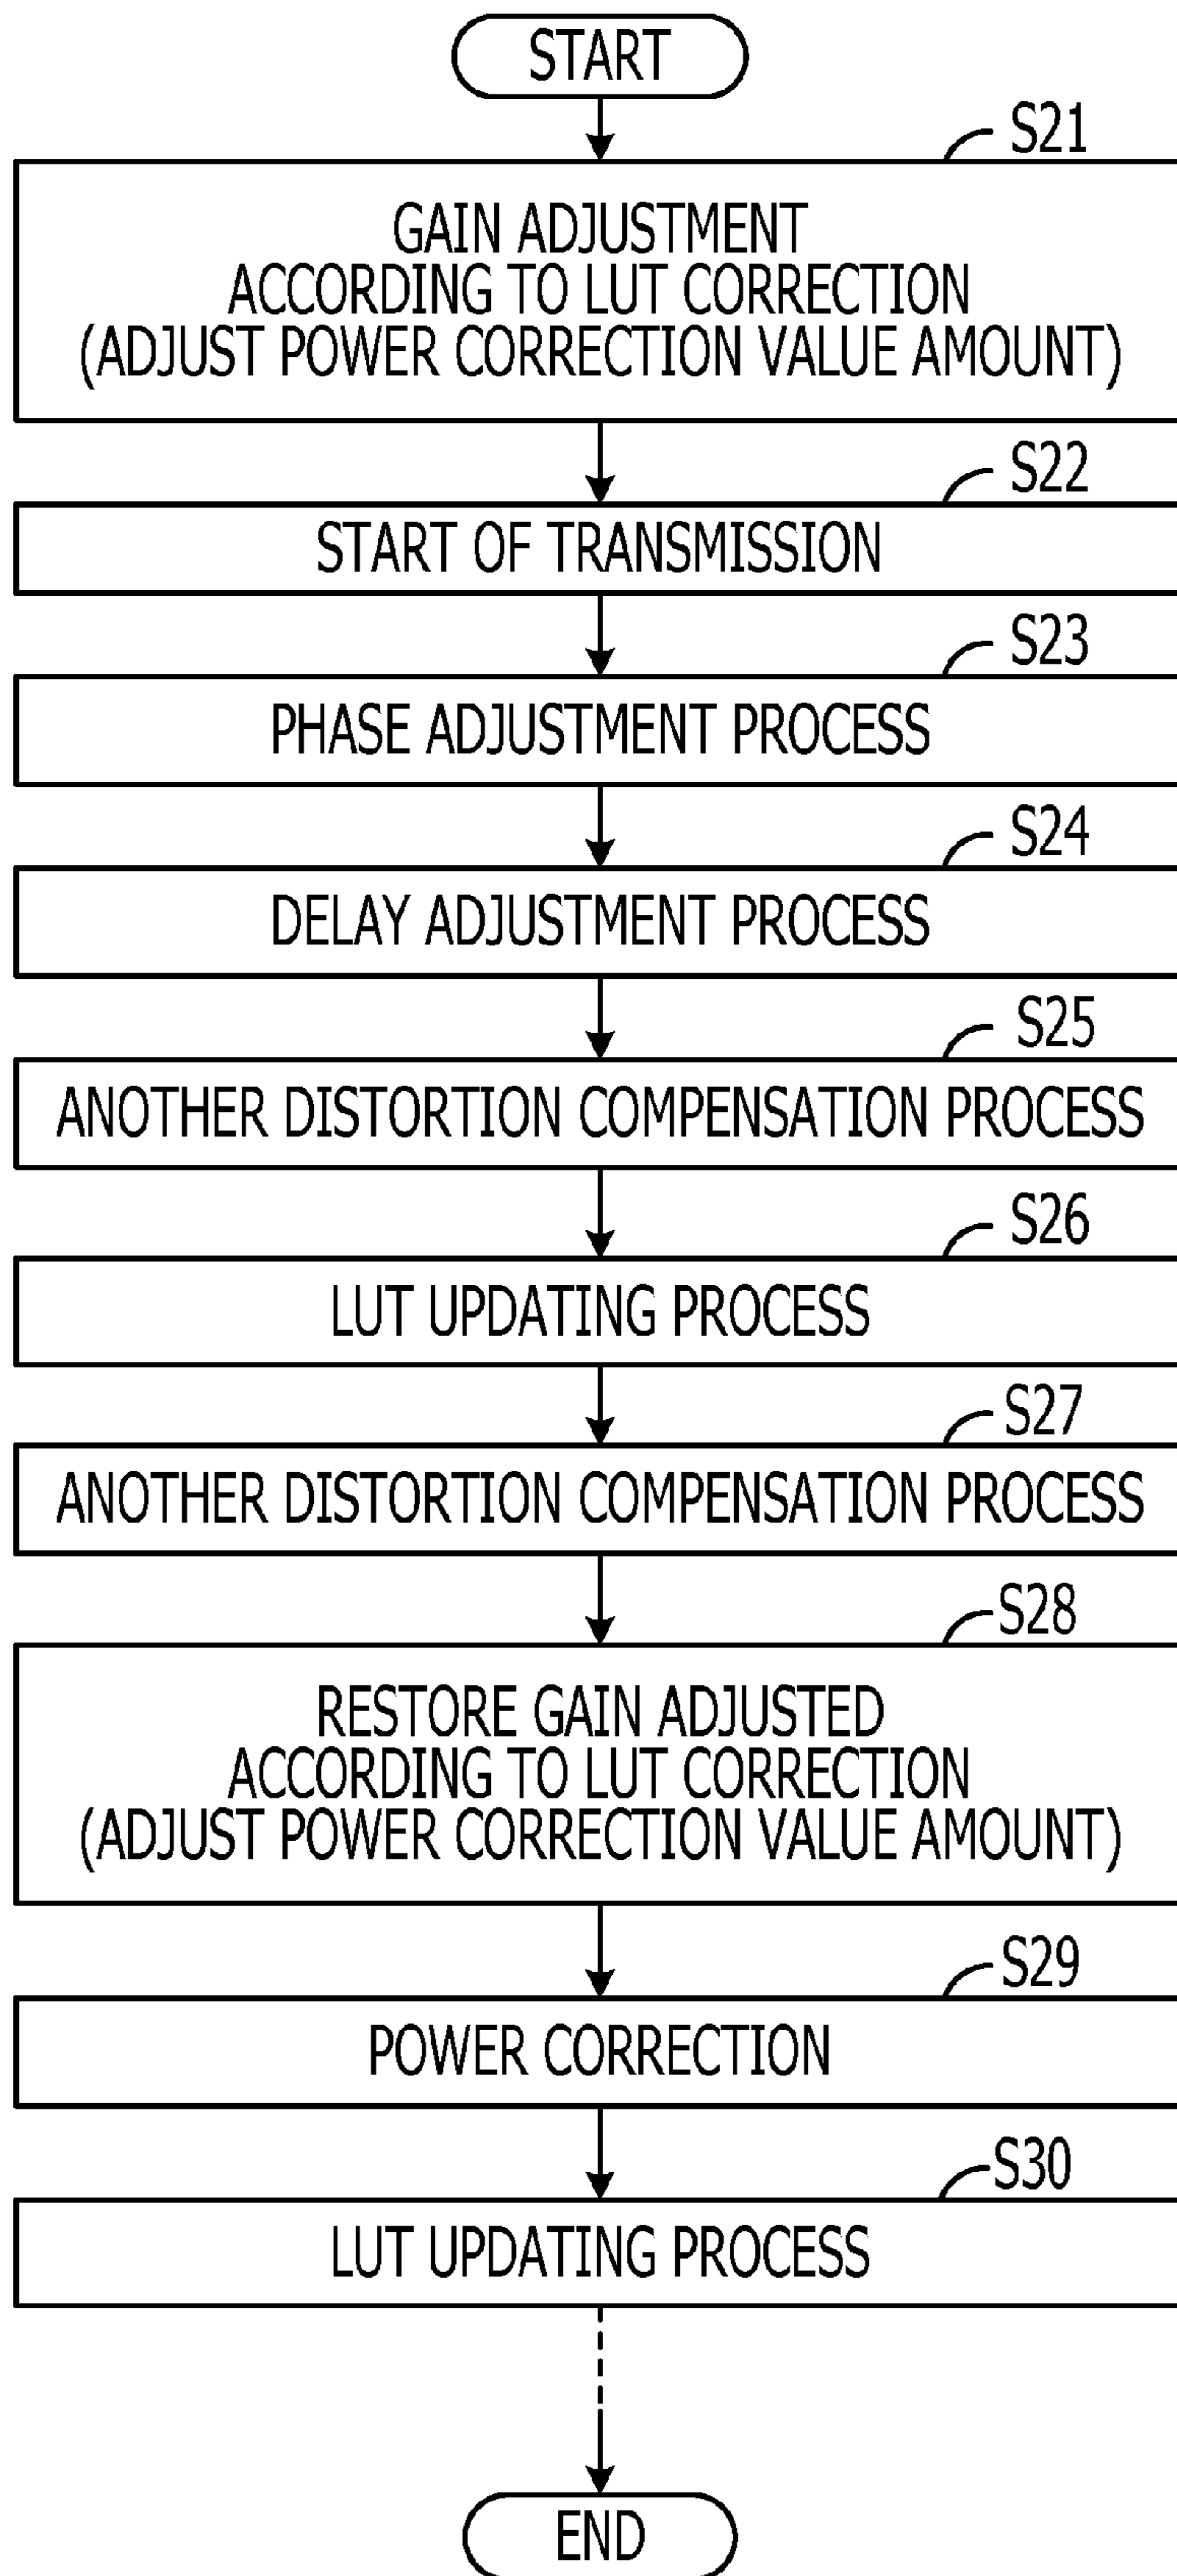 START
S21
GAIN ADJUSTMENT
ACCORDING TO LUT CORRECTION
(ADJUST POWER CORRECTION VALUE AMOUNT)
S22
START OF TRANSMISSION
S23
PHASE ADJUSTMENT PROCESS
S24
DELAY ADJUSTMENT PROCESS
S25
ANOTHER DISTORTION COMPENSATION PROCESS
S26
LUT UPDATING PROCESS
S27
ANOTHER DISTORTION COMPENSATION PROCESS
S28
RESTORE GAIN ADJUSTED
ACCORDING TO LUT CORRECTION
(ADJUST POWER CORRECTION VALUE AMOUNT)
S29
POWER CORRECTION
S30
LUT UPDATING PROCESS
END